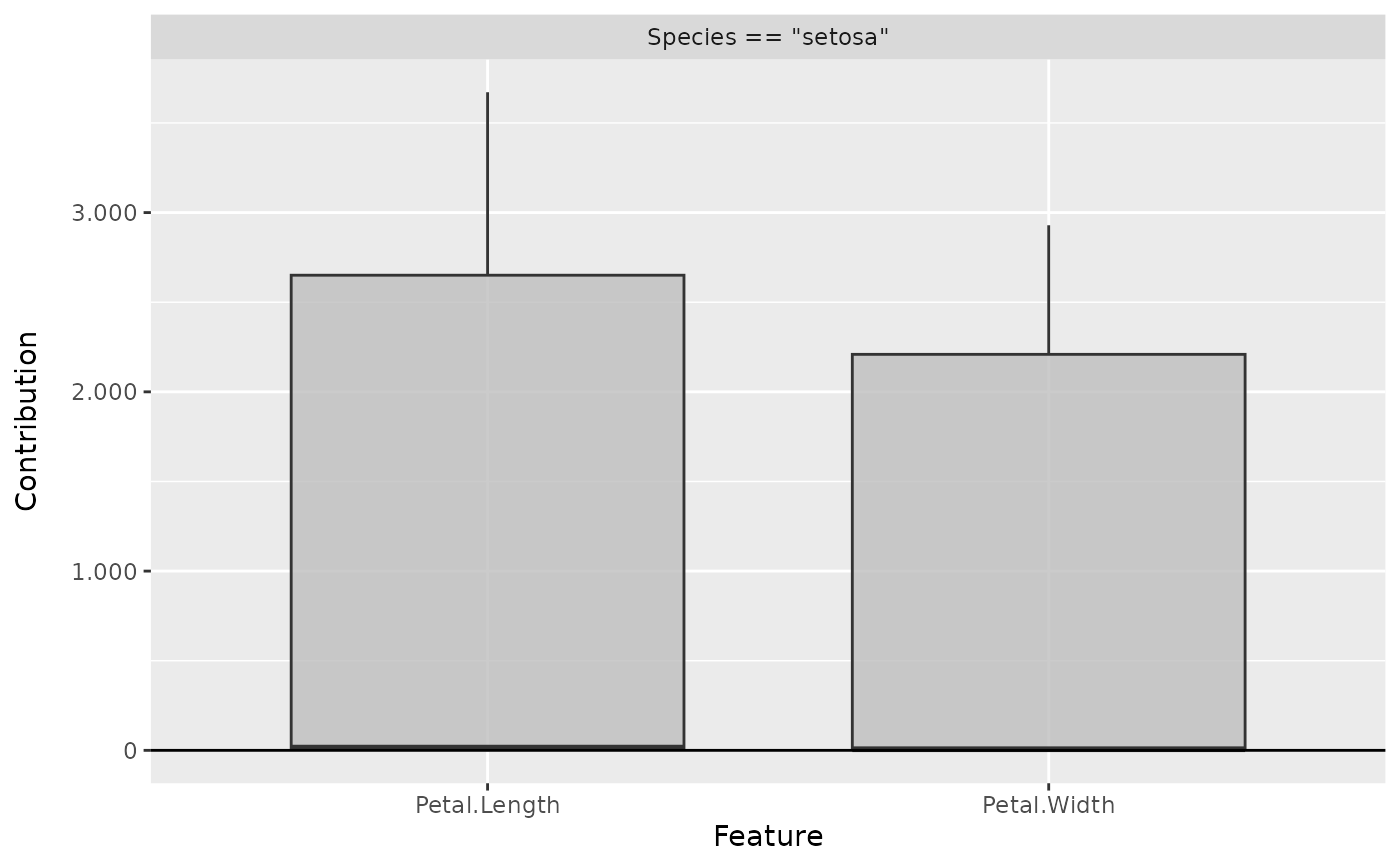 Species == "setosa"
Contribution
3.000
2.000
1.000
0
Petal.Length
Petal.Width
Feature